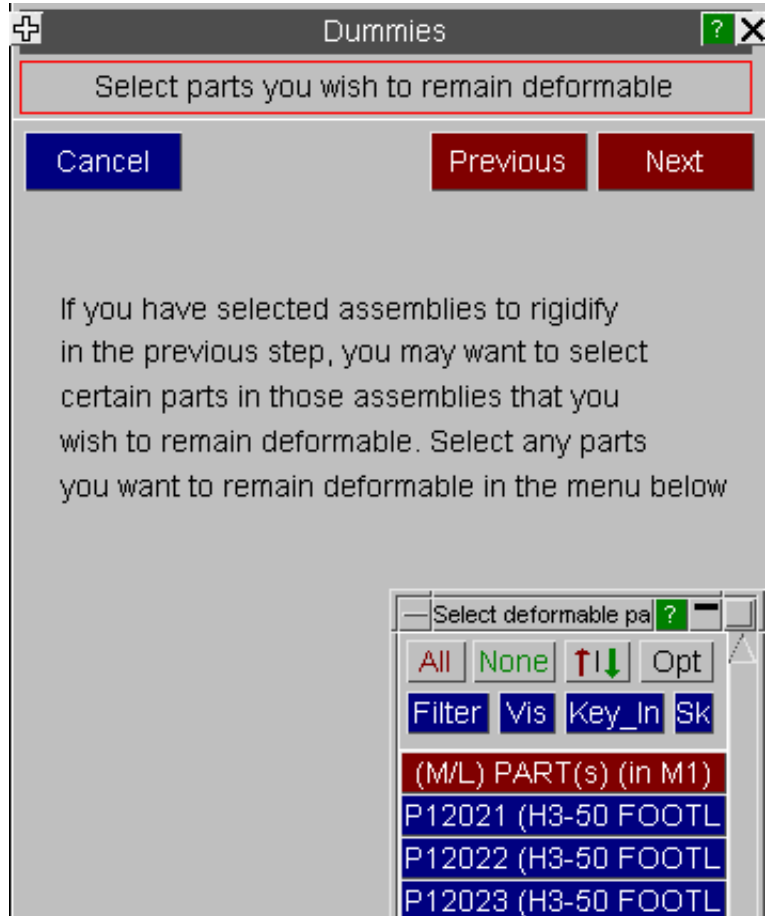 Dummies ?
Select parts you wish to remain deformable
Cancel Previous Next
If you have selected assemblies to rigidify
in the previous step, you may want to select
certain parts in those assemblies that you
wish to remain deformable. Select any parts
you want to remain deformable in the menu below
Select deformable pa ?
All None Opt
Filter Vis Key_In Sk
(M/L) PART(s) (in M1)
P12021 (H3-50 FOOTL
P12022 (H3-50 FOOTL
P12023 (H3-50 FOOTL